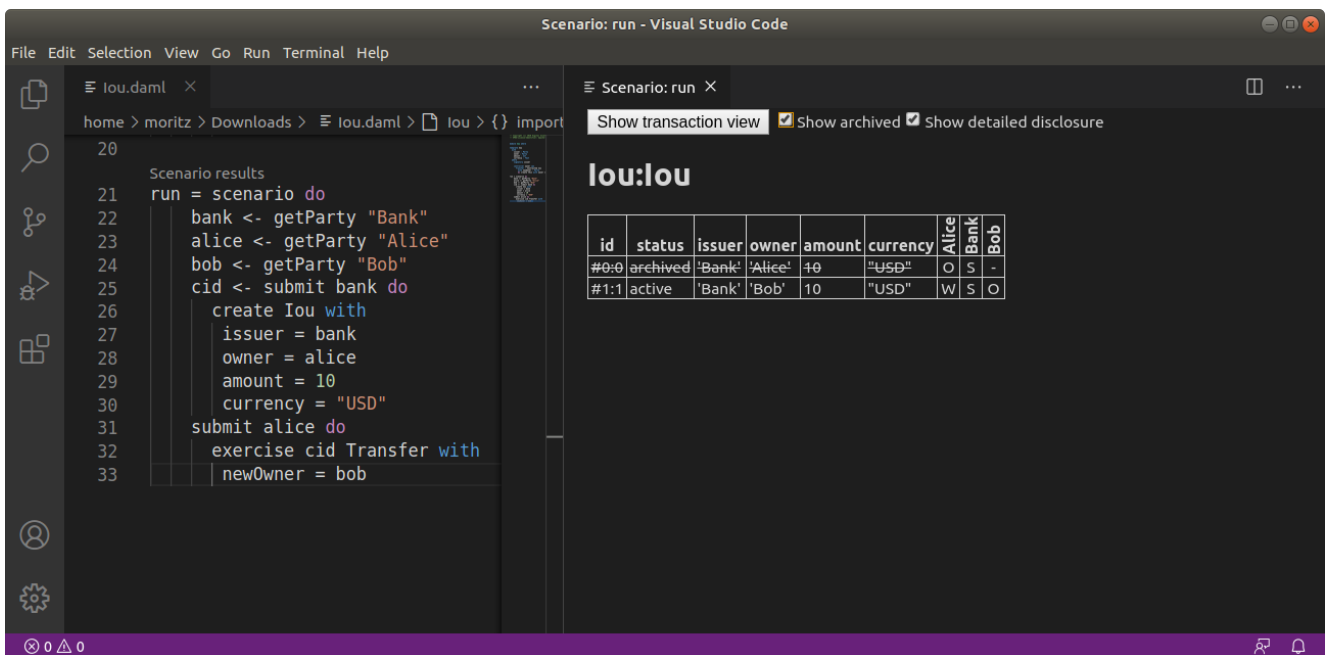 Scenario: run - Visual Studio Code
File Edit Selection View Go Run Terminal Help
Iou.daml
home > moritz > Downloads > Iou.daml > Iou > {} import
20
Scenario results
21 run = scenario do
22 bank <- getParty "Bank"
23 alice <- getParty "Alice"
24 bob <- getParty "Bob"
25 cid <- submit bank do
26 create Iou with
27 issuer = bank
28 owner = alice
29 amount = 10
30 currency = "USD"
31 submit alice do
32 exercise cid Transfer with
33 newOwner = bob
Scenario: run
Show transaction view Show archived Show detailed disclosure
Iou:Iou
id status issuer owner amount currency Alice Bank Bob
#0:0 archived 'Bank' 'Alice' 10 "USD" O S -
#1:1 active 'Bank' 'Bob' 10 "USD" W S O
0 0